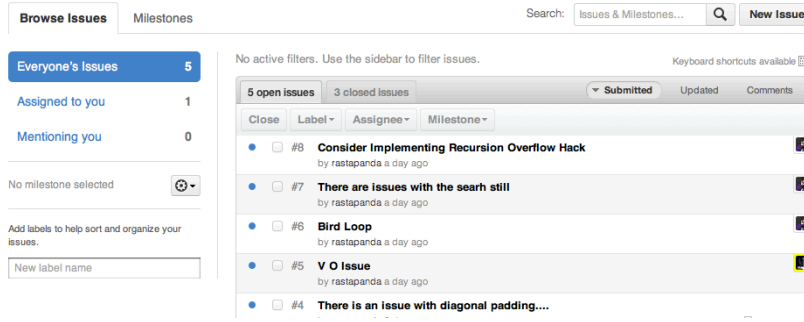 Browse Issues
Milestones
Search:
Issues & Milestones...
New Issue
Everyone's Issues 5
Assigned to you 1
Mentioning you 0
No milestone selected
Add labels to help sort and organize your
issues.
New label name
No active filters. Use the sidebar to filter issues.
Keyboard shortcuts available
5 open issues
3 closed issues
Submitted
Updated
Comments
Close
Label
Assignee
Milestone
#8 Consider Implementing Recursion Overflow Hack
by rastapanda a day ago
#7 There are issues with the searh still
by rastapanda a day ago
#6 Bird Loop
by rastapanda a day ago
#5 V O Issue
by rastapanda a day ago
#4 There is an issue with diagonal padding....